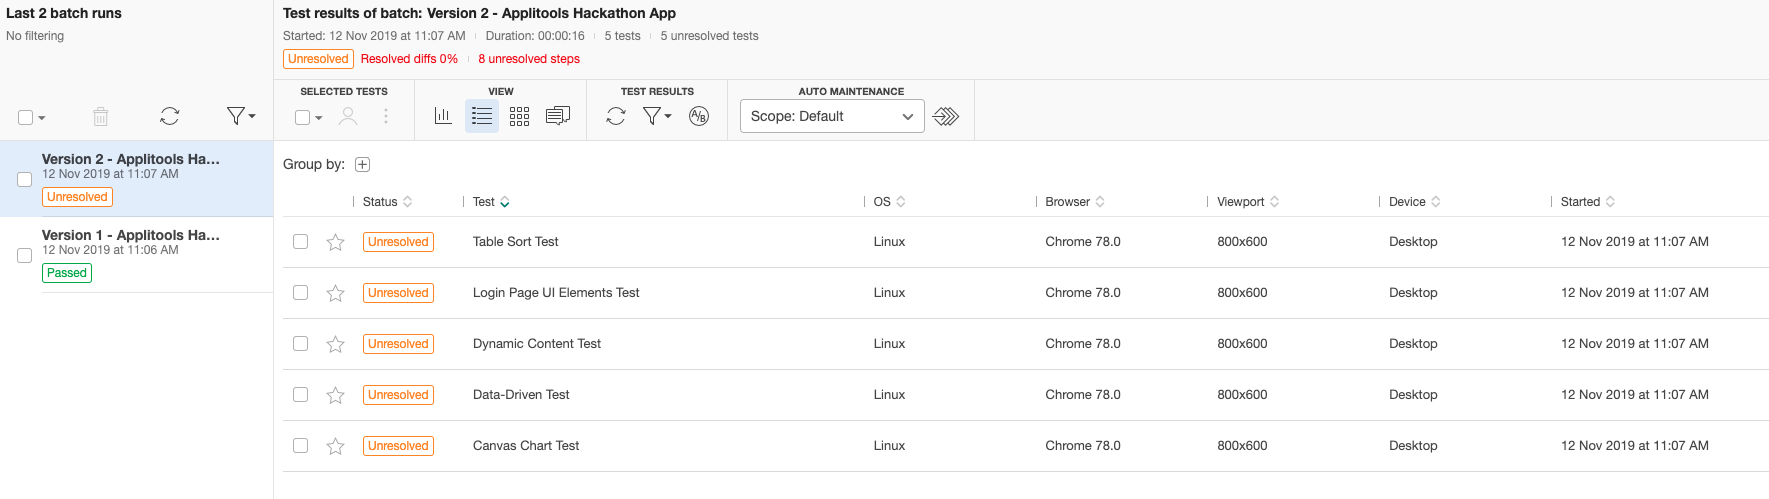 Last 2 batch runs
No filtering
Version 2 - Applitools Ha...
12 Nov 2019 at 11:07 AM
Unresolved
Version 1 - Applitools Ha...
12 Nov 2019 at 11:06 AM
Passed
Test results of batch: Version 2 - Applitools Hackathon App
Started: 12 Nov 2019 at 11:07 AM Duration: 00:00:16 5 tests 5 unresolved tests
Unresolved Resolved diffs 0% 8 unresolved steps
SELECTED TESTS VIEW TEST RESULTS AUTO MAINTENANCE
A/B Scope: Default
Group by:
Status Test OS Browser Viewport Device Started
Unresolved Table Sort Test Linux Chrome 78.0 800x600 Desktop 12 Nov 2019 at 11:07 AM
Unresolved Login Page UI Elements Test Linux Chrome 78.0 800x600 Desktop 12 Nov 2019 at 11:07 AM
Unresolved Dynamic Content Test Linux Chrome 78.0 800x600 Desktop 12 Nov 2019 at 11:07 AM
Unresolved Data-Driven Test Linux Chrome 78.0 800x600 Desktop 12 Nov 2019 at 11:07 AM
Unresolved Canvas Chart Test Linux Chrome 78.0 800x600 Desktop 12 Nov 2019 at 11:07 AM